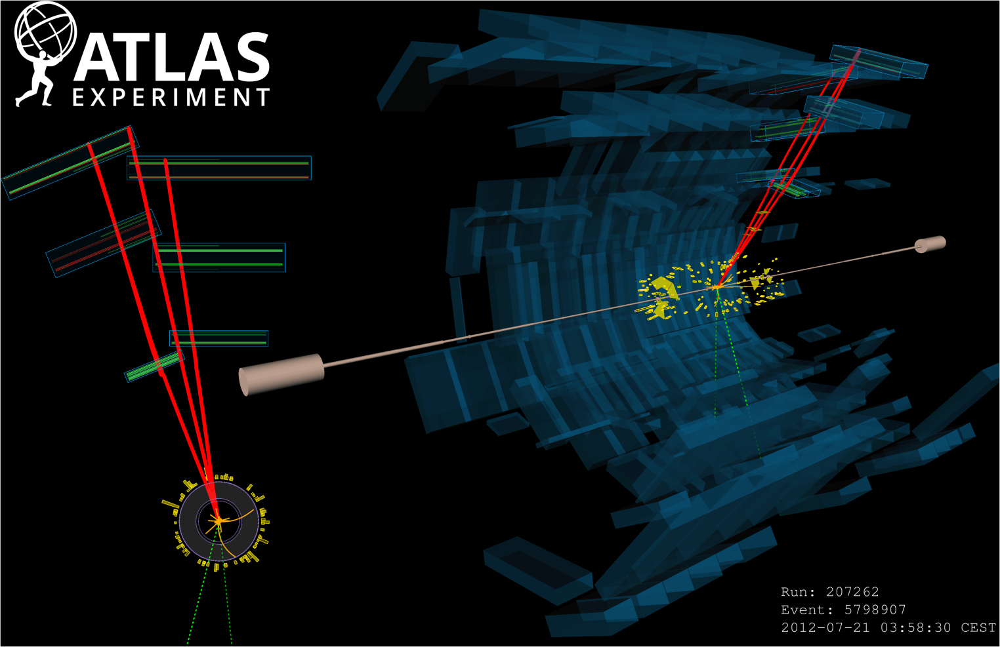 ATLAS
EXPERIMENT
Run: 207262
Event: 5798907
2012-07-21 03:58:30 CEST